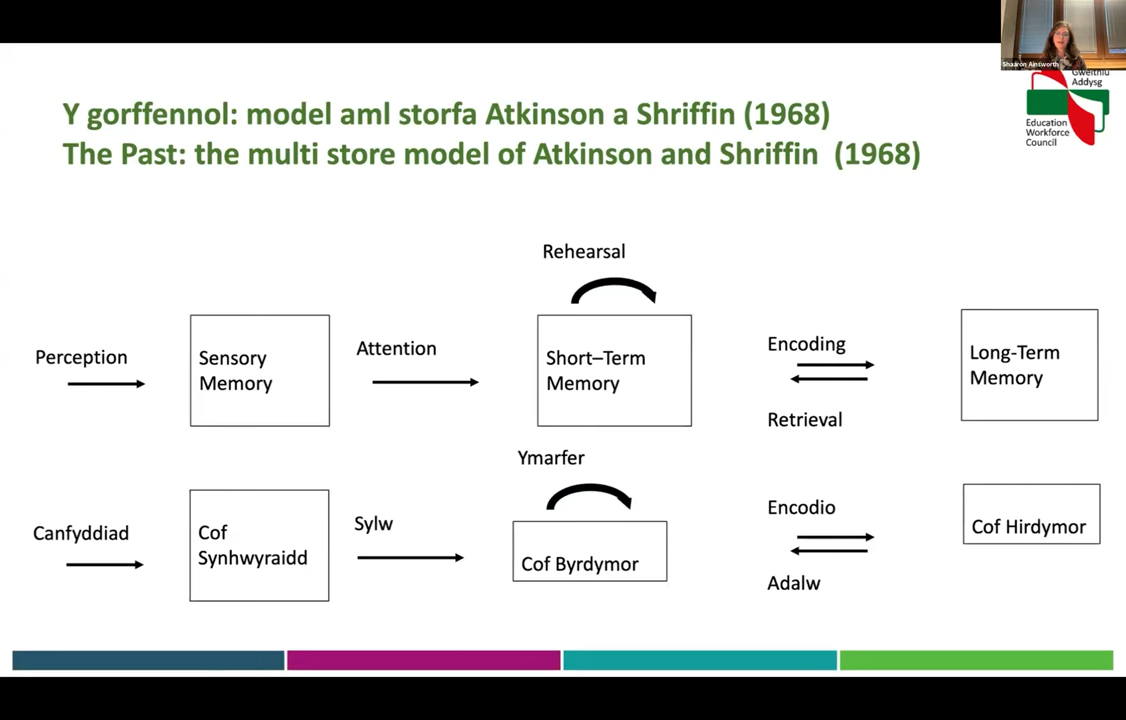 Shaaron Ainsworth
Gweithlu
Addysg
Education
Workforce
Council
Y gorffennol: model aml storfa Atkinson a Shriffin (1968)
The Past: the multi store model of Atkinson and Shriffin (1968)
Rehearsal
Perception
Sensory
Memory
Attention
Short–Term
Memory
Encoding
Retrieval
Long-Term
Memory
Ymarfer
Canfyddiad
Cof
Synhwyraidd
Sylw
Cof Byrdymor
Encodio
Adalw
Cof Hirdymor